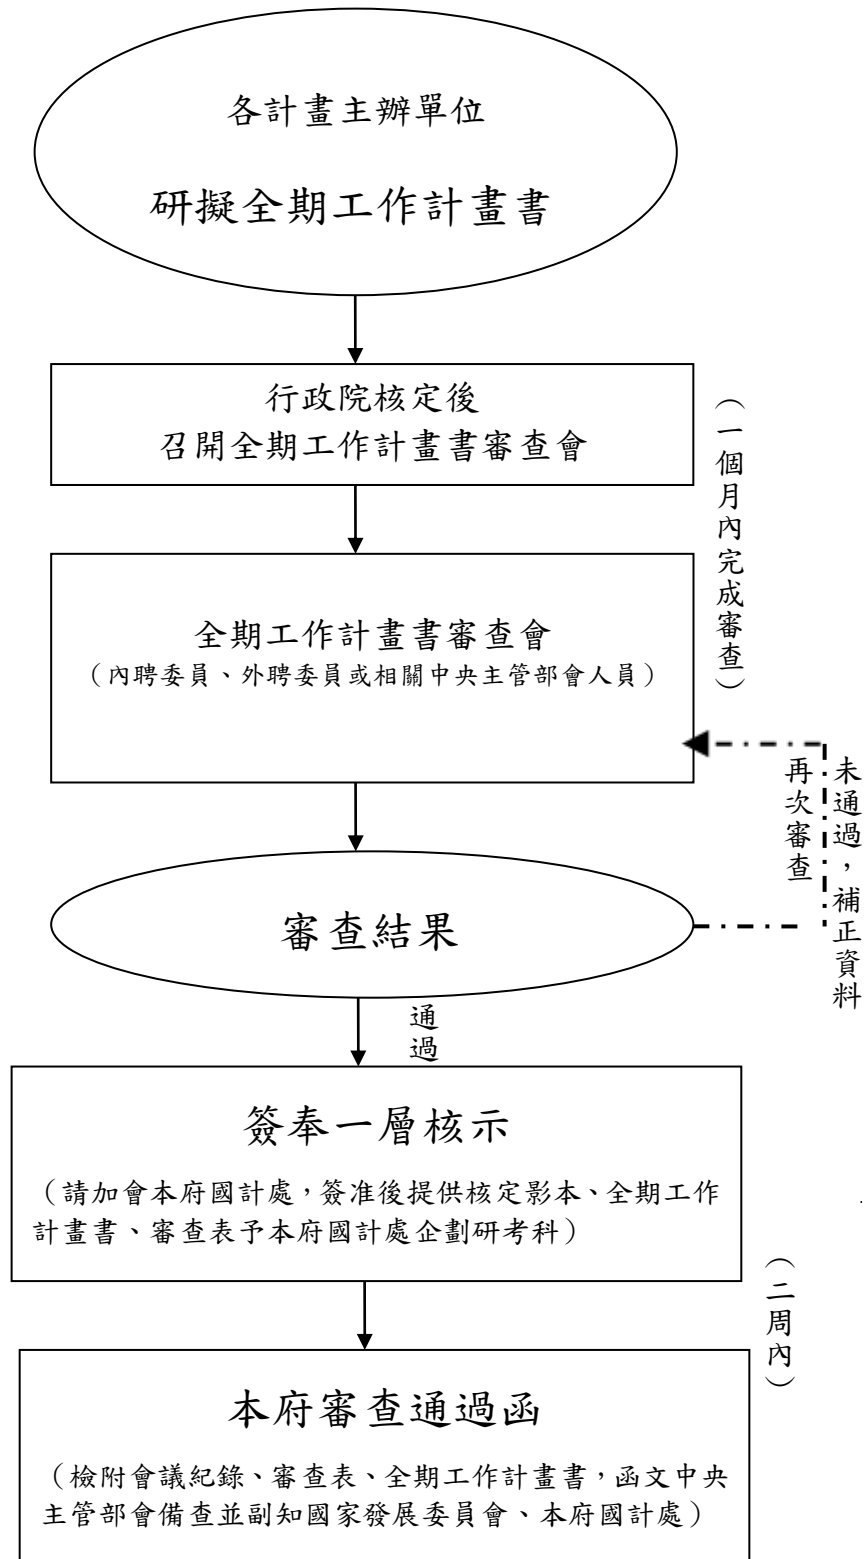 各計畫主辦單位
研擬全期工作計畫書
行政院核定後
召開全期工作計畫書審查會
（一個月內完成審查）
全期工作計畫書審查會
（內聘委員、外聘委員或相關中央主管部會人員）
未通過，補正資料
再次審查
審查結果
通過
簽奉一層核示
（請加會本府國計處，簽准後提供核定影本、全期工作
計畫書、審查表予本府國計處企劃研考科）
（二周內）
本府審查通過函
（檢附會議紀錄、審查表、全期工作計畫書，函文中央
主管部會備查並副知國家發展委員會、本府國計處）